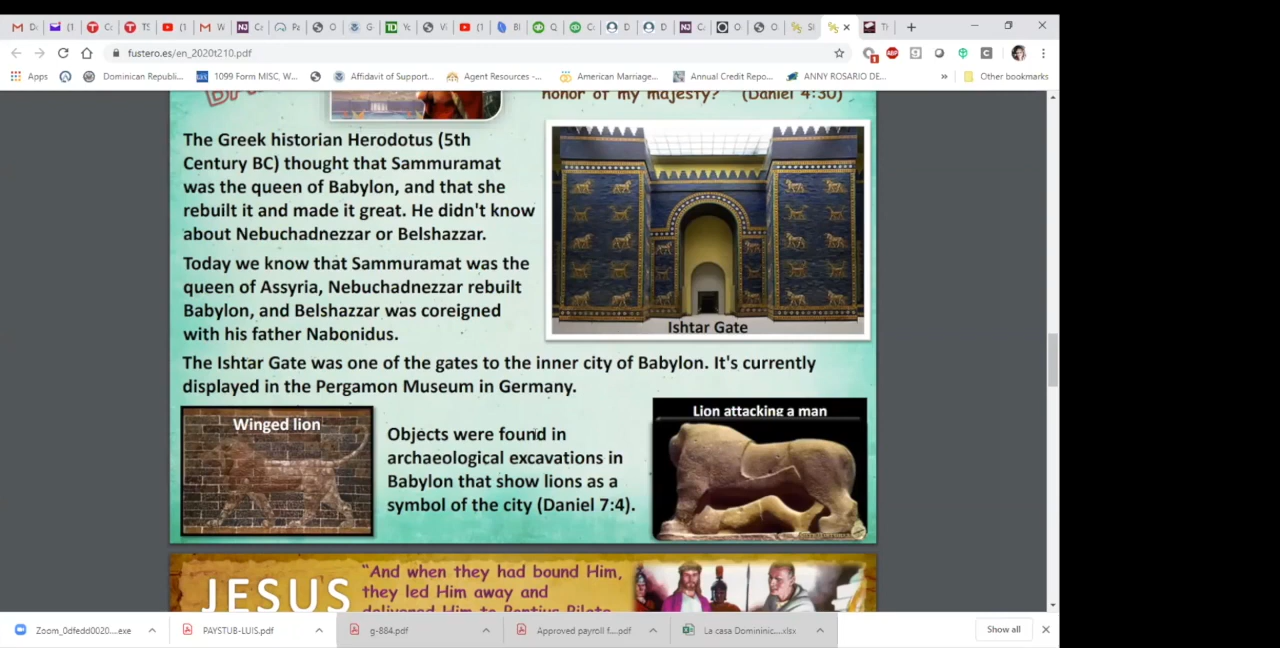 fustero.es/en_2020t210.pdf
Apps
Dominican Republi...
1099 Form MISC, W...
Affidavit of Support...
Agent Resources -...
American Marriage...
Annual Credit Repo...
ANNY ROSARIO DE...
»
Other bookmarks
honor of my majesty? (Daniel 4:30)
The Greek historian Herodotus (5th
Century BC) thought that Sammuramat
was the queen of Babylon, and that she
rebuilt it and made it great. He didn't know
about Nebuchadnezzar or Belshazzar.
Today we know that Sammuramat was the
queen of Assyria, Nebuchadnezzar rebuilt
Babylon, and Belshazzar was coreigned
with his father Nabonidus.
Ishtar Gate
The Ishtar Gate was one of the gates to the inner city of Babylon. It's currently
displayed in the Pergamon Museum in Germany.
Winged lion
Objects were found in
archaeological excavations in
Babylon that show lions as a
symbol of the city (Daniel 7:4).
Lion attacking a man
JESUS
“And when they had bound Him,
they led Him away and
delivered Him to Pontius Pilate
Zoom_0dfedd0020....exe
PAYSTUB-LUIS.pdf
g-884.pdf
Approved payroll f....pdf
La casa Domininic....xlsx
Show all